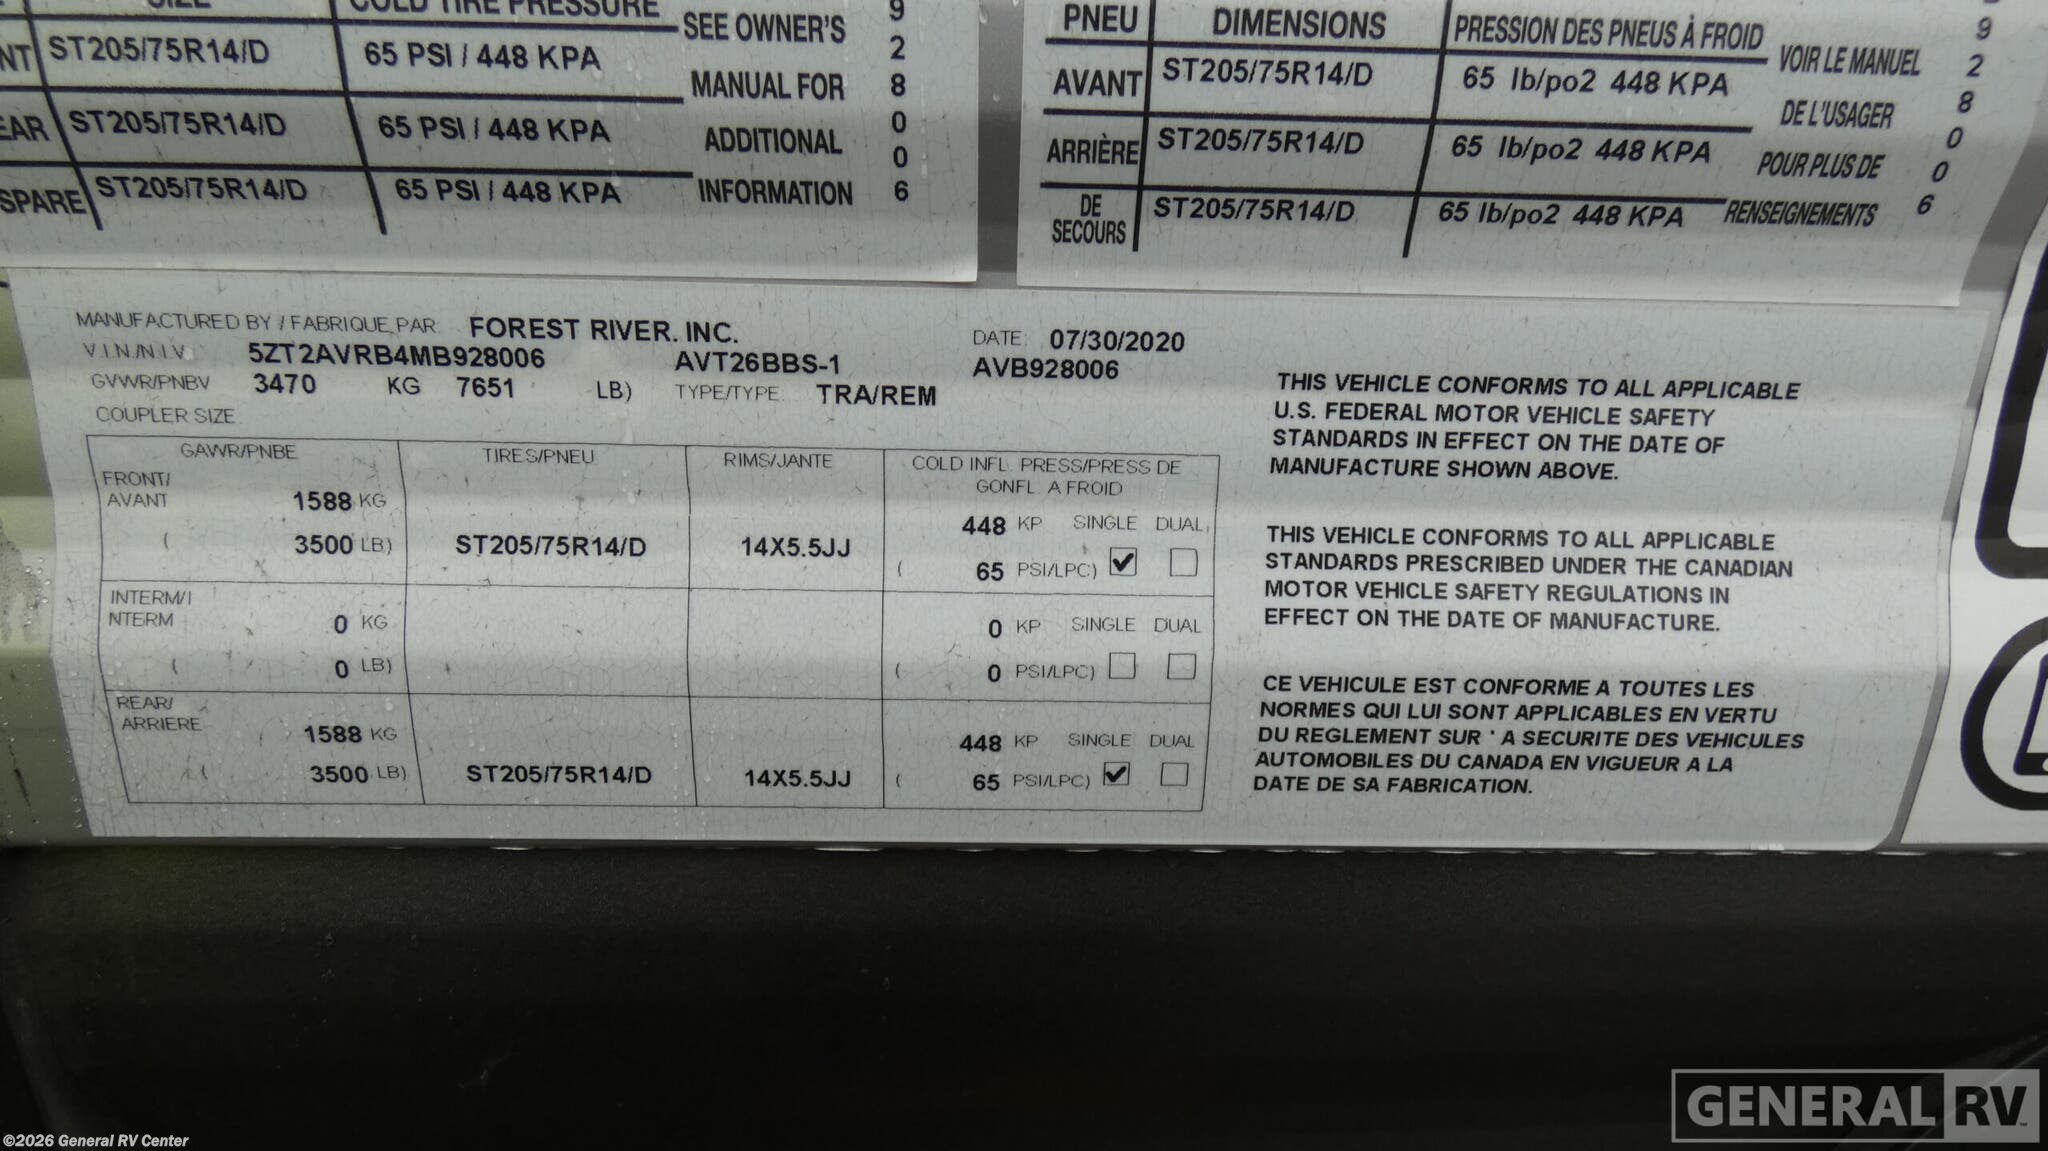 COLD TIRE PRESSURE
ST205/75R14/D 65 PSI / 448 KPA
ST205/75R14/D 65 PSI / 448 KPA
SPARE ST205/75R14/D 65 PSI / 448 KPA
SEE OWNER'S
MANUAL FOR
ADDITIONAL
INFORMATION
9
2
8
0
0
6
PNEU DIMENSIONS PRESSION DES PNEUS À FROID
AVANT ST205/75R14/D 65 lb/po2 448 KPA
ARRIÈRE ST205/75R14/D 65 lb/po2 448 KPA
DE SECOURS ST205/75R14/D 65 lb/po2 448 KPA
VOIR LE MANUEL
DE L'USAGER
POUR PLUS DE
RENSEIGNEMENTS
9
2
8
0
0
6
MANUFACTURED BY / FABRIQUE PAR FOREST RIVER. INC. DATE: 07/30/2020
V.I.N./N.I.V. 5ZT2AVRB4MB928006 AVT26BBS-1 AVB928006
GVWR/PNBV 3470 KG 7651 LB) TYPE/TYPE TRA/REM
COUPLER SIZE
GAWR/PNBE TIRES/PNEU RIMS/JANTE COLD INFL. PRESS/PRESS DE
GONFL. A FROID
FRONT/
AVANT 1588 KG 448 KP SINGLE DUAL
( 3500 LB) ST205/75R14/D 14X5.5JJ ( 65 PSI/LPC) ✓
INTERM/I
NTERM 0 KG 0 KP SINGLE DUAL
( 0 LB) ( 0 PSI/LPC)
REAR/
ARRIERE 1588 KG 448 KP SINGLE DUAL
( 3500 LB) ST205/75R14/D 14X5.5JJ ( 65 PSI/LPC) ✓
THIS VEHICLE CONFORMS TO ALL APPLICABLE
U.S. FEDERAL MOTOR VEHICLE SAFETY
STANDARDS IN EFFECT ON THE DATE OF
MANUFACTURE SHOWN ABOVE.
THIS VEHICLE CONFORMS TO ALL APPLICABLE
STANDARDS PRESCRIBED UNDER THE CANADIAN
MOTOR VEHICLE SAFETY REGULATIONS IN
EFFECT ON THE DATE OF MANUFACTURE.
CE VEHICULE EST CONFORME A TOUTES LES
NORMES QUI LUI SONT APPLICABLES EN VERTU
DU REGLEMENT SUR ' A SECURITE DES VEHICULES
AUTOMOBILES DU CANADA EN VIGUEUR A LA
DATE DE SA FABRICATION.
GENERAL RV
©2026 General RV Center